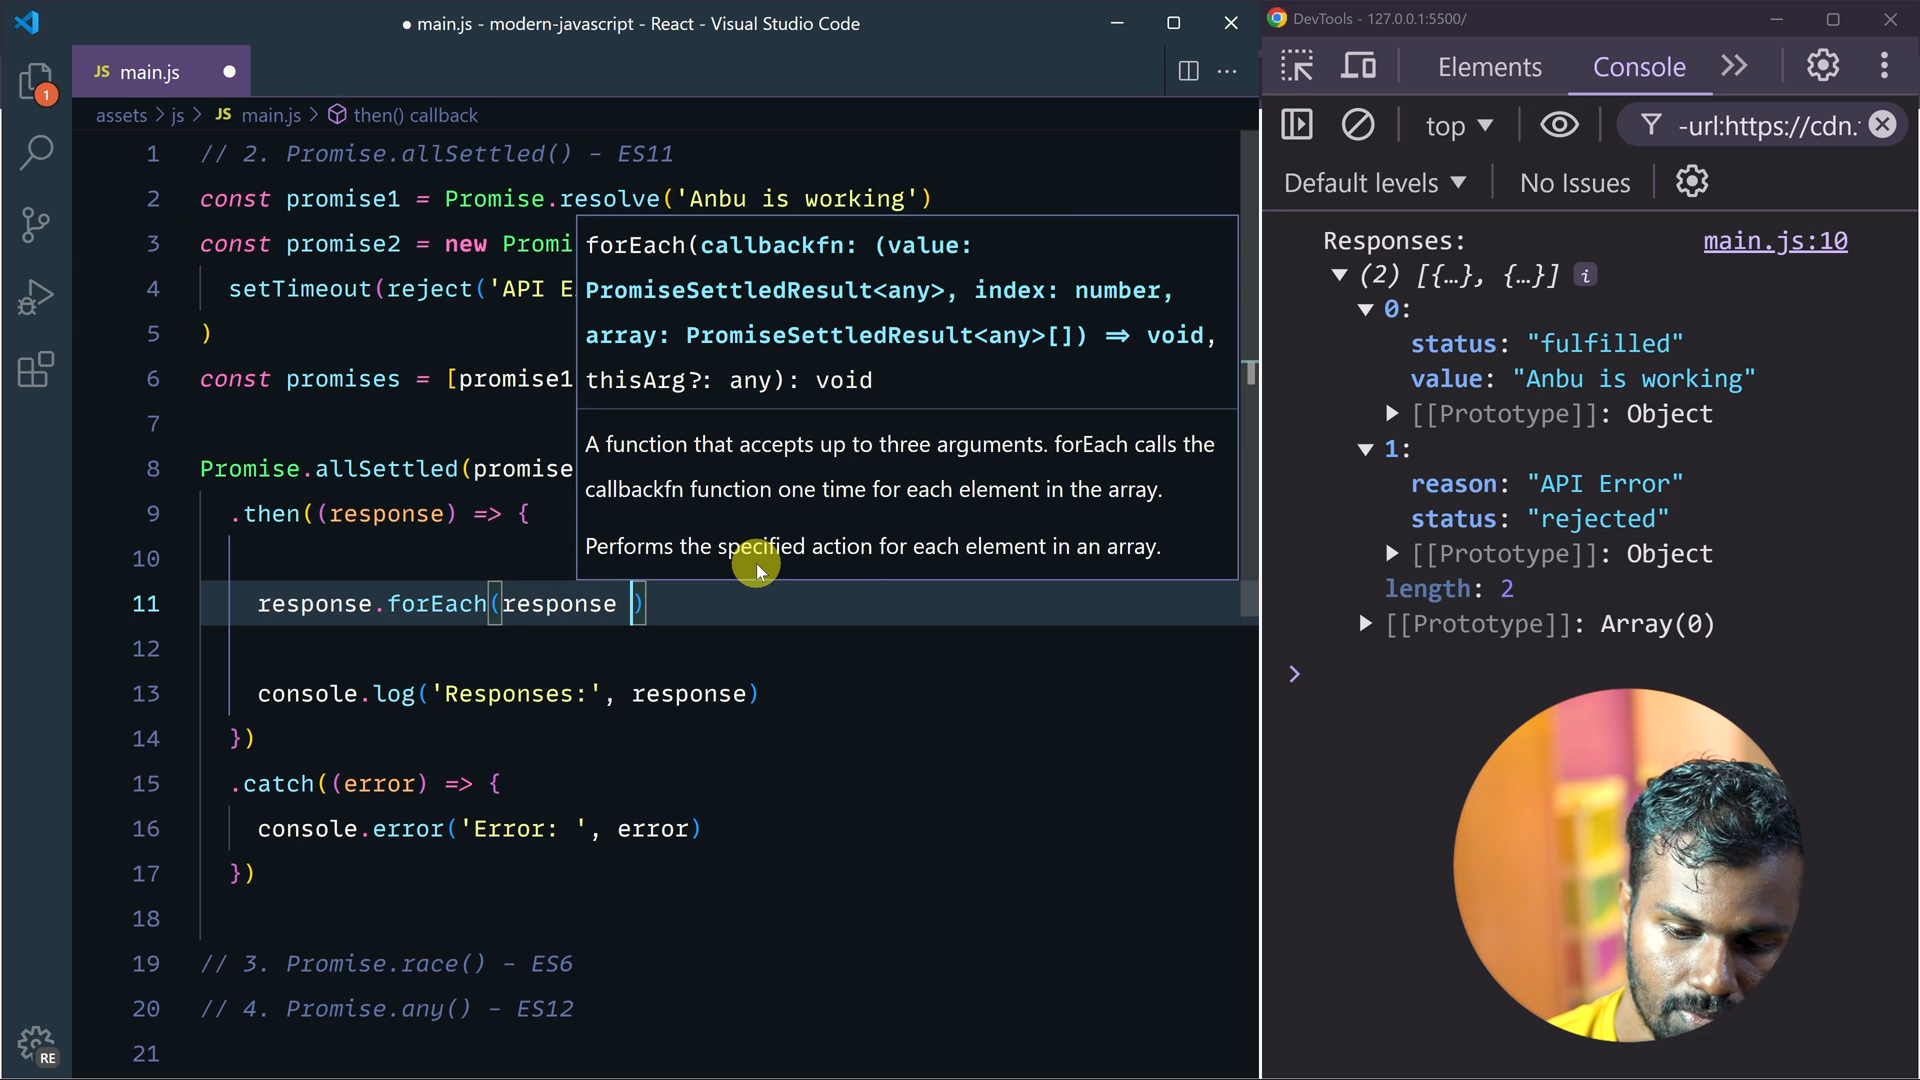 ● main.js - modern-javascript - React - Visual Studio Code
JS main.js
1
assets > js > JS main.js > then() callback
1 // 2. Promise.allSettled() - ES11
2 const promise1 = Promise.resolve('Anbu is working')
3 const promise2 = new Promi
4 setTimeout(reject('API E
5 )
6 const promises = [promise1
7
8 Promise.allSettled(promise
9 .then((response) => {
10
11 response.forEach(response )
12
13 console.log('Responses:', response)
14 })
15 .catch((error) => {
16 console.error('Error: ', error)
17 })
18
19 // 3. Promise.race() - ES6
20 // 4. Promise.any() - ES12
21
forEach(callbackfn: (value:
PromiseSettledResult<any>, index: number,
array: PromiseSettledResult<any>[]) => void,
thisArg?: any): void
A function that accepts up to three arguments. forEach calls the
callbackfn function one time for each element in the array.
Performs the specified action for each element in an array.
RE
DevTools - 127.0.0.1:5500/
Elements Console
top ▼ -url:https://cdn.
Default levels ▼ No Issues
Responses: main.js:10
▼ (2) [{…}, {…}] i
▼ 0:
status: "fulfilled"
value: "Anbu is working"
▶ [[Prototype]]: Object
▼ 1:
reason: "API Error"
status: "rejected"
▶ [[Prototype]]: Object
length: 2
▶ [[Prototype]]: Array(0)